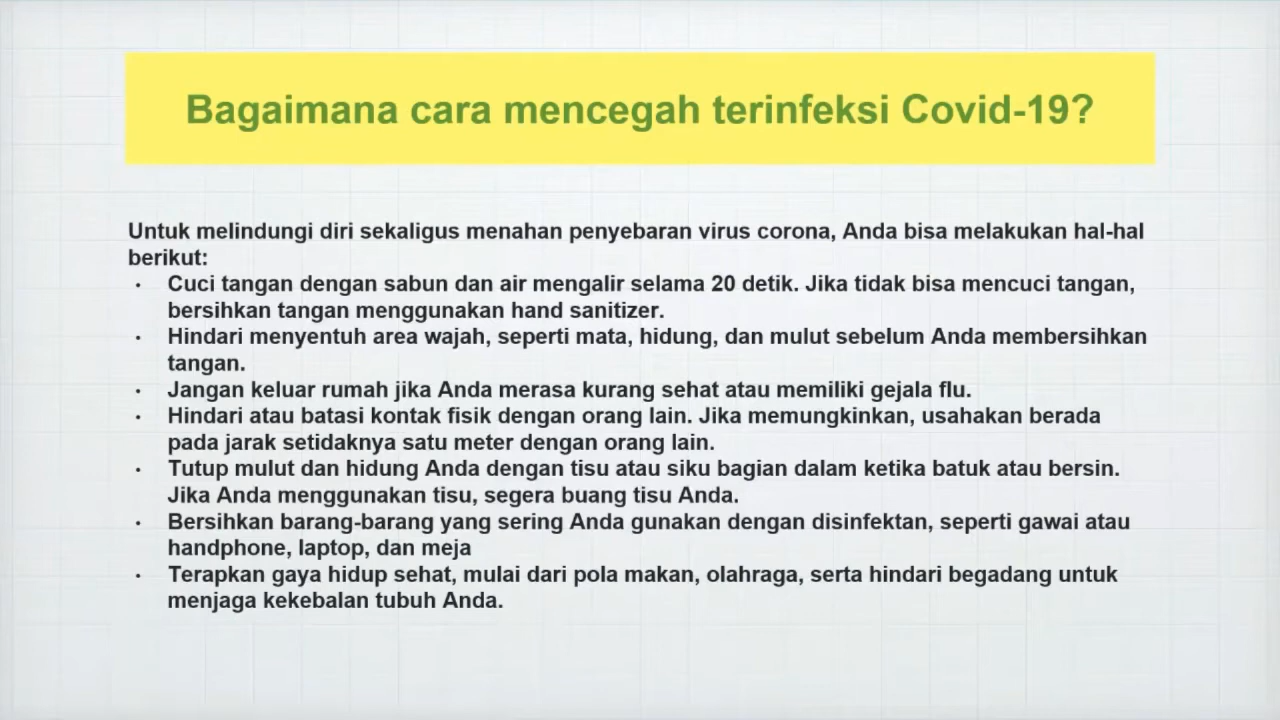 Bagaimana cara mencegah terinfeksi Covid-19?
Untuk melindungi diri sekaligus menahan penyebaran virus corona, Anda bisa melakukan hal-hal
berikut:
• Cuci tangan dengan sabun dan air mengalir selama 20 detik. Jika tidak bisa mencuci tangan,
bersihkan tangan menggunakan hand sanitizer.
• Hindari menyentuh area wajah, seperti mata, hidung, dan mulut sebelum Anda membersihkan
tangan.
• Jangan keluar rumah jika Anda merasa kurang sehat atau memiliki gejala flu.
• Hindari atau batasi kontak fisik dengan orang lain. Jika memungkinkan, usahakan berada
pada jarak setidaknya satu meter dengan orang lain.
• Tutup mulut dan hidung Anda dengan tisu atau siku bagian dalam ketika batuk atau bersin.
Jika Anda menggunakan tisu, segera buang tisu Anda.
• Bersihkan barang-barang yang sering Anda gunakan dengan disinfektan, seperti gawai atau
handphone, laptop, dan meja
• Terapkan gaya hidup sehat, mulai dari pola makan, olahraga, serta hindari begadang untuk
menjaga kekebalan tubuh Anda.